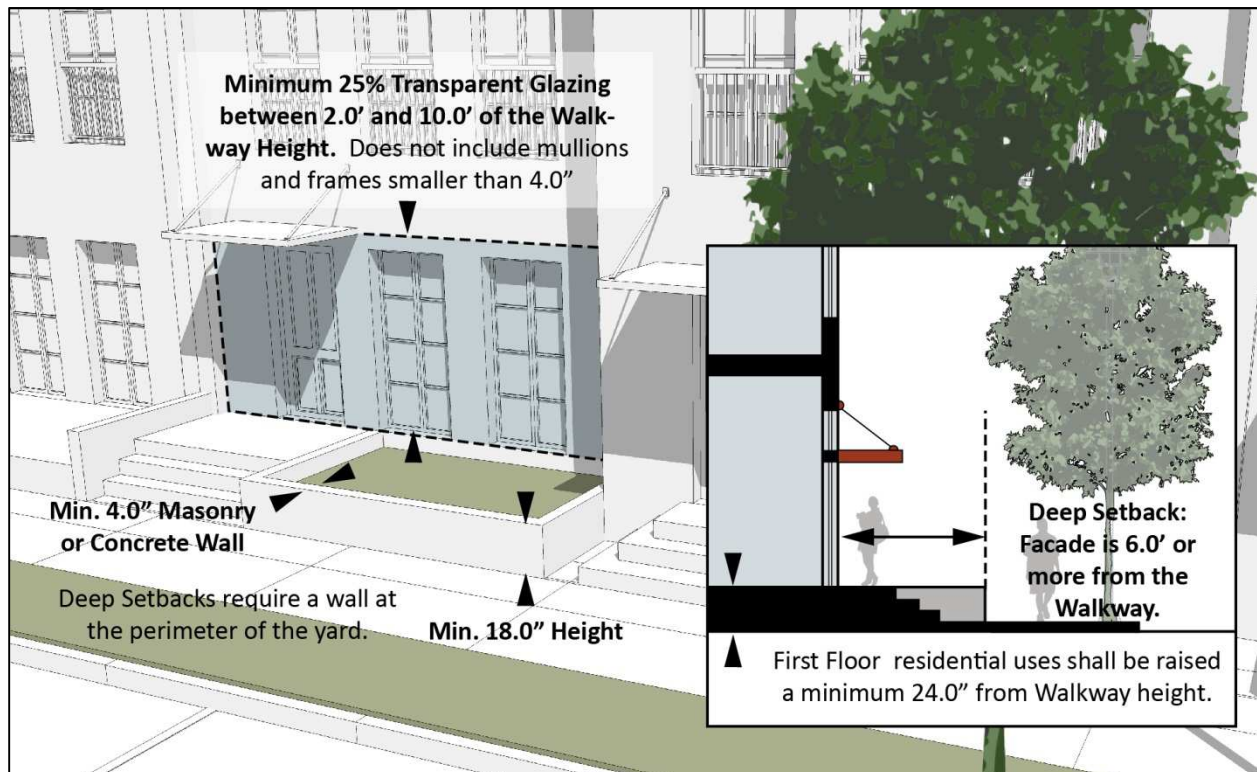 Minimum 25% Transparent Glazing
between 2.0’ and 10.0’ of the Walk-
way Height. Does not include mullions
and frames smaller than 4.0”
Min. 4.0” Masonry
or Concrete Wall
Deep Setbacks require a wall at
the perimeter of the yard.
Min. 18.0” Height
Deep Setback:
Facade is 6.0’ or
more from the
Walkway.
First Floor residential uses shall be raised
a minimum 24.0” from Walkway height.